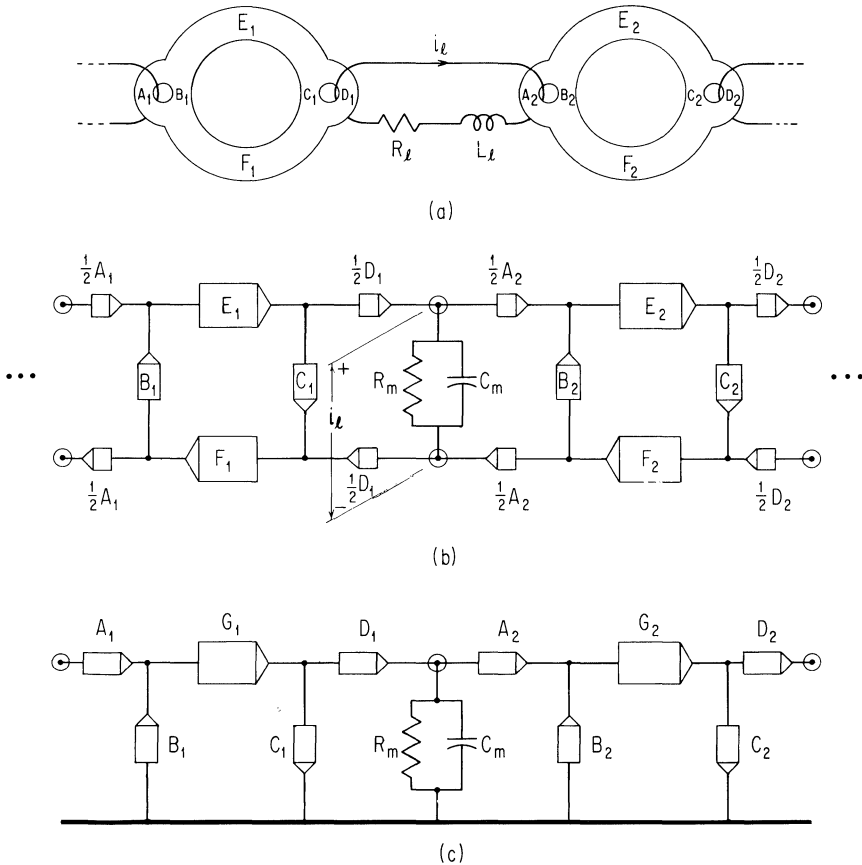 E₁ E₂
iℓ
A₁ B₁ C₁ D₁ A₂ B₂ C₂ D₂
F₁ Rℓ Lℓ F₂
(a)
½A₁ ½D₁ ½A₂ ½D₂
E₁ E₂
B₁ C₁ + Rₘ Cₘ B₂ C₂
iℓ
F₁ F₂
½A₁ ½D₁ − ½A₂ ½D₂
(b)
A₁ G₁ D₁ A₂ G₂ D₂
B₁ C₁ Rₘ Cₘ B₂ C₂
(c)